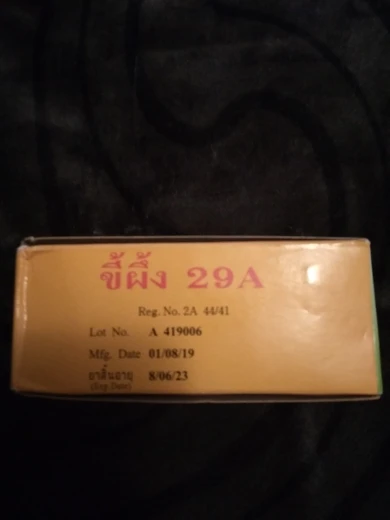 ขี้ผึ้ง 29A
Reg. No. 2A 44/41
Lot No. A 419006
Mfg. Date 01/08/19
ยาสิ้นอายุ 8/06/23
(Exp Date)